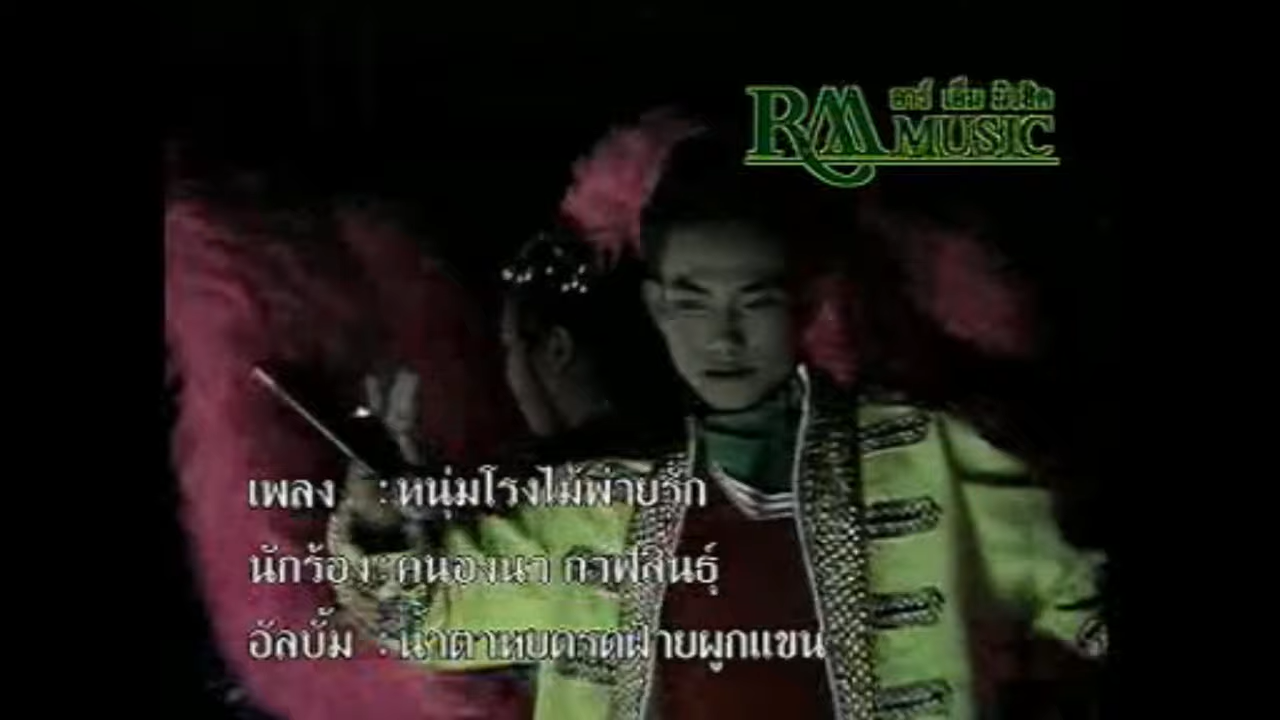 อาร์ เอ็ม มิวสิค
RM MUSIC
เพลง : หนุ่มโรงไม้พ่ายรัก
นักร้อง : คนองนา กาฬสินธุ์
อัลบั้ม : น้ำตาหยดรดฝ้ายผูกแขน